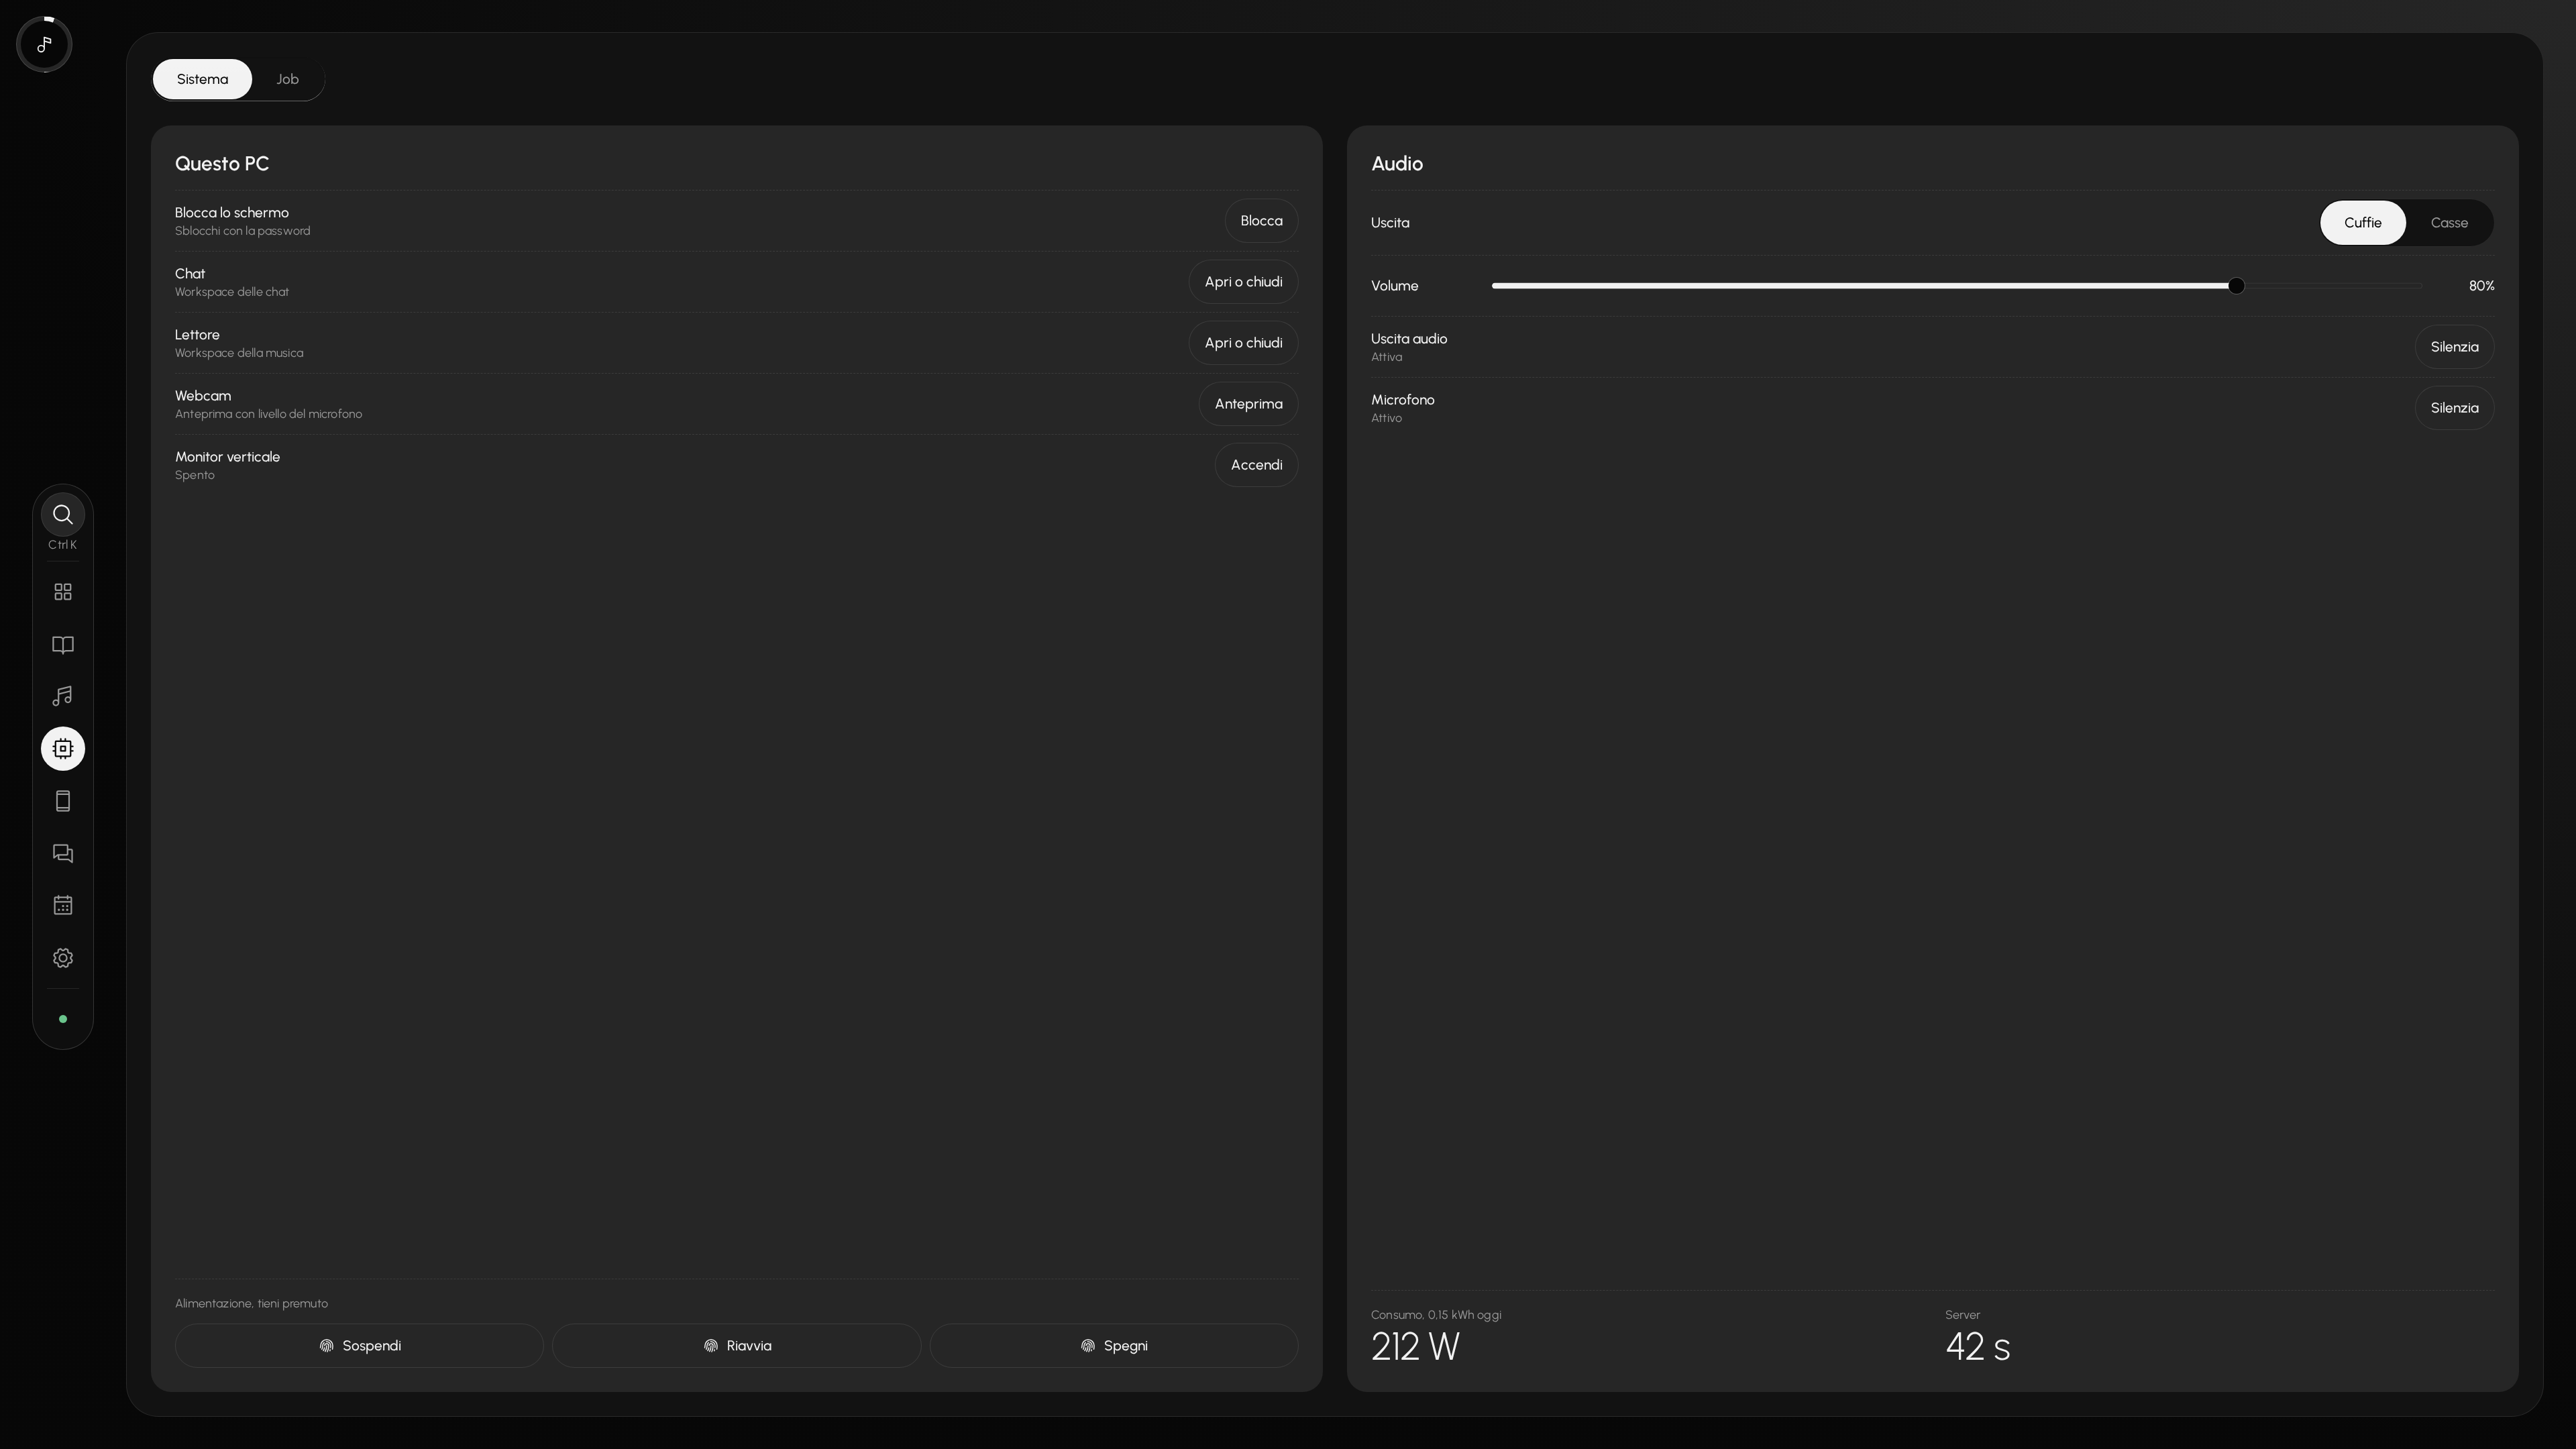 Sistema
Job
Questo PC
Blocca lo schermo
Sblocchi con la password
Blocca
Chat
Workspace delle chat
Apri o chiudi
Lettore
Workspace della musica
Apri o chiudi
Webcam
Anteprima con livello del microfono
Anteprima
Monitor verticale
Spento
Accendi
Alimentazione, tieni premuto
Sospendi
Riavvia
Spegni
Audio
Uscita
Cuffie
Casse
Volume
80%
Uscita audio
Attiva
Silenzia
Microfono
Attivo
Silenzia
Consumo, 0,15 kWh oggi
212 W
Server
42 s
Ctrl K